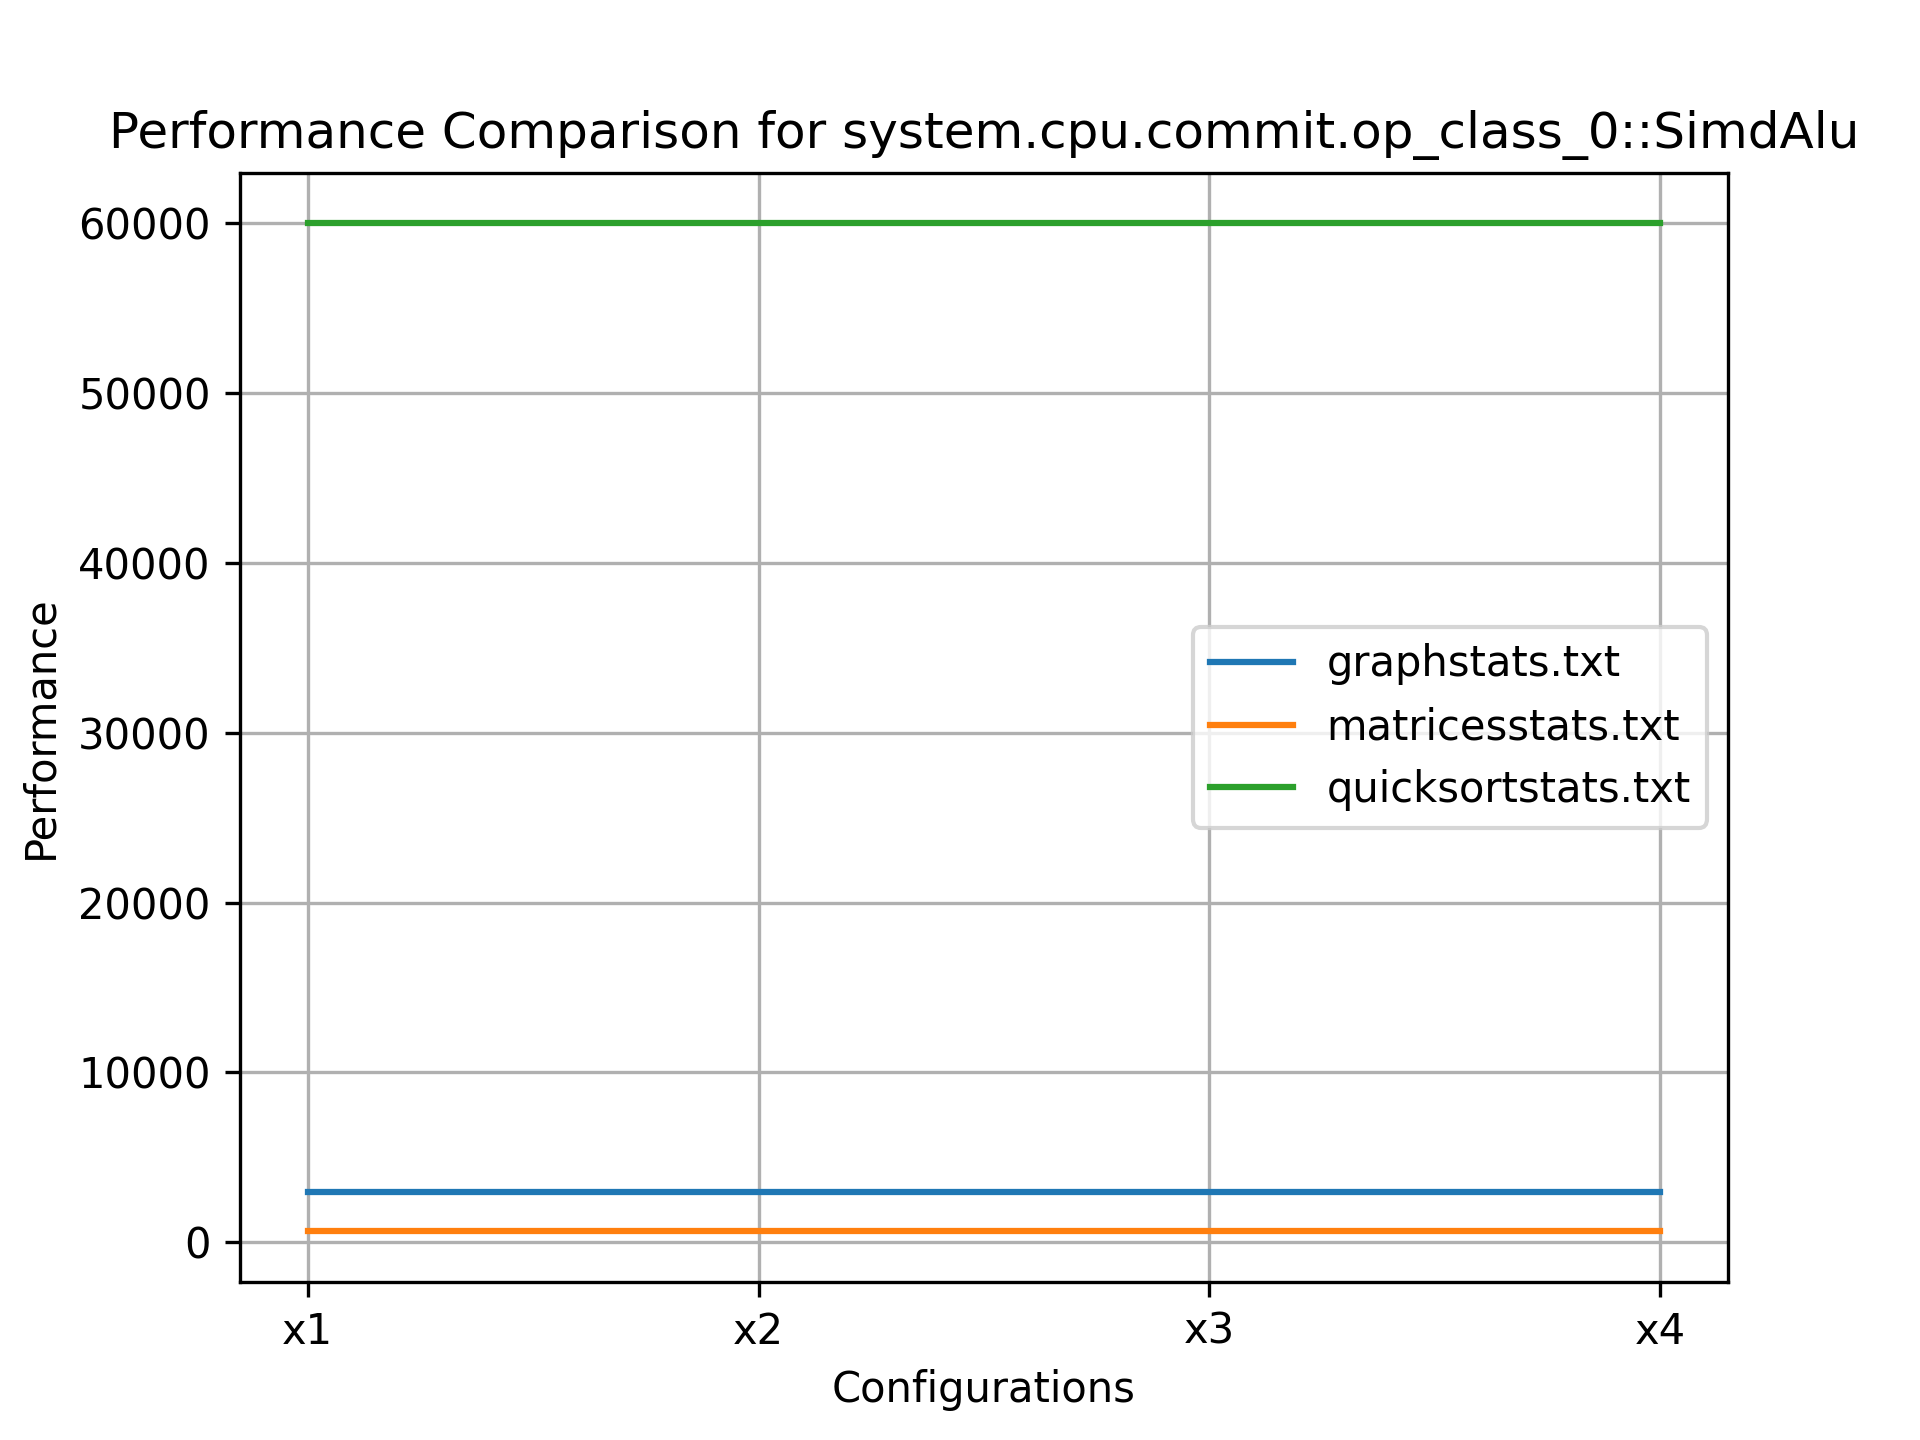 Performance Comparison for system.cpu.commit.op_class_0::SimdAlu
60000
50000
40000
30000
20000
10000
0
Performance
graphstats.txt
matricesstats.txt
quicksortstats.txt
x1 x2 x3 x4
Configurations